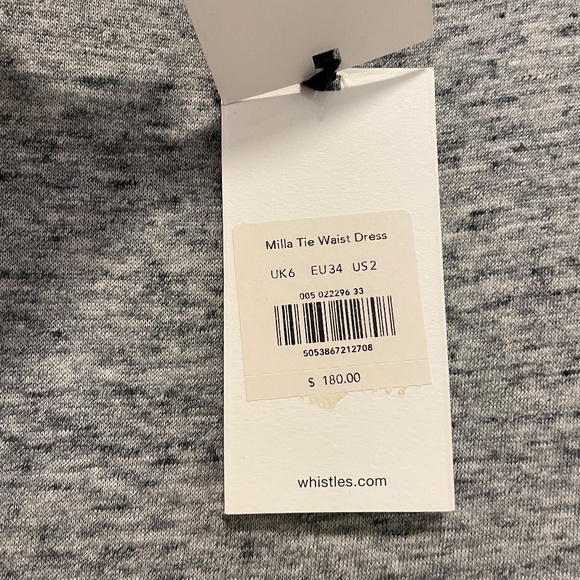 Milla Tie Waist Dress
UK6 EU34 US2
005 022296 33
5053867212708
$ 180.00
whistles.com